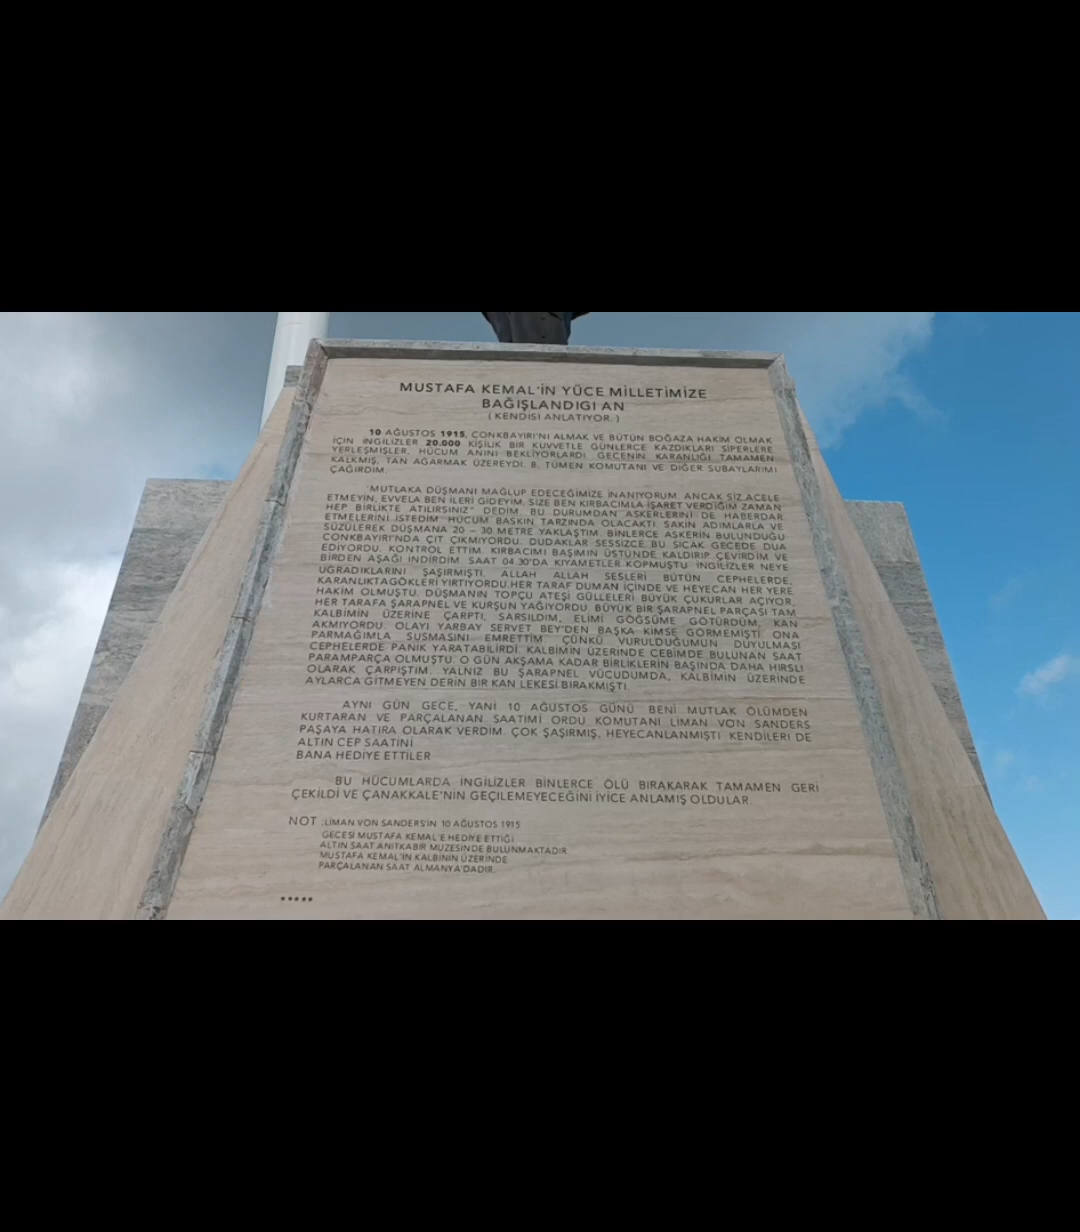 MUSTAFA KEMAL'İN YÜCE MİLLETİMİZE
BAĞIŞLANDIGI AN
( KENDİSİ ANLATIYOR. )
10 AĞUSTOS 1915, CONKBAYIRI'NI ALMAK VE BÜTÜN BOĞAZA HAKİM OLMAK
İÇİN İNGİLİZLER 20.000 KİŞİLİK BİR KUVVETLE GÜNLERCE KAZDIKLARI SİPERLERE
YERLEŞMİŞLER, HÜCUM ANINI BEKLİYORLARDI. GECENİN KARANLIĞI TAMAMEN
KALKMIŞ, TAN AĞARMAK ÜZEREYDİ. 8. TÜMEN KOMUTANI VE DİĞER SUBAYLARIMI
ÇAĞIRDIM.
"MUTLAKA DÜŞMANI MAĞLUP EDECEĞİMİZE İNANIYORUM. ANCAK SİZ ACELE
ETMEYİN, EVVELA BEN İLERİ GİDEYİM, SİZE BEN KIRBACIMLA İŞARET VERDİĞİM ZAMAN
HEP BİRLİKTE ATILIRSINIZ" DEDİM. BU DURUMDAN ASKERLERİNİ DE HABERDAR
ETMELERİNİ İSTEDİM. HÜCUM BASKIN TARZINDA OLACAKTI. SAKİN ADIMLARLA VE
SÜZÜLEREK DÜŞMANA 20 – 30 METRE YAKLAŞTIM. BİNLERCE ASKERİN BULUNDUĞU
CONKBAYIRI'NDA ÇIT ÇIKMIYORDU. DUDAKLAR SESSİZCE BU SICAK GECEDE DUA
EDİYORDU. KONTROL ETTİM. KIRBACIMI BAŞIMIN ÜSTÜNDE KALDIRIP ÇEVİRDİM VE
BİRDEN AŞAĞI İNDİRDİM. SAAT 04.30'DA KIYAMETLER KOPMUŞTU. İNGİLİZLER NEYE
UĞRADIKLARINI ŞAŞIRMIŞTI. ALLAH ALLAH SESLERİ BÜTÜN CEPHELERDE,
KARANLIKTAGÖKLERİ YIRTIYORDU.HER TARAF DUMAN İÇİNDE VE HEYECAN HER YERE
HAKİM OLMUŞTU. DÜŞMANIN TOPÇU ATEŞİ GÜLLELERİ BÜYÜK ÇUKURLAR AÇIYOR,
HER TARAFA ŞARAPNEL VE KURŞUN YAĞIYORDU. BÜYÜK BİR ŞARAPNEL PARÇASI TAM
KALBİMİN ÜZERİNE ÇARPTI, SARSILDIM, ELİMİ GÖĞSÜME GÖTÜRDÜM, KAN
AKMIYORDU. OLAYI YARBAY SERVET BEY'DEN BAŞKA KİMSE GÖRMEMİŞTİ. ONA
PARMAĞIMLA SUSMASINI EMRETTİM. ÇÜNKÜ VURULDUĞUMUN DUYULMASI
CEPHELERDE PANİK YARATABİLİRDİ. KALBİMİN ÜZERİNDE CEBİMDE BULUNAN SAAT
PARAMPARÇA OLMUŞTU. O GÜN AKŞAMA KADAR BİRLİKLERİN BAŞINDA DAHA HIRSLI
OLARAK ÇARPIŞTIM. YALNIZ BU ŞARAPNEL VÜCUDUMDA, KALBİMİN ÜZERİNDE
AYLARCA GİTMEYEN DERİN BİR KAN LEKESİ BIRAKMIŞTI.
AYNI GÜN GECE, YANİ 10 AĞUSTOS GÜNÜ BENİ MUTLAK ÖLÜMDEN
KURTARAN VE PARÇALANAN SAATİMİ ORDU KOMUTANI LİMAN VON SANDERS
PAŞAYA HATIRA OLARAK VERDİM. ÇOK ŞAŞIRMIŞ, HEYECANLANMIŞTI. KENDİLERİ DE
ALTIN CEP SAATİNİ
BANA HEDİYE ETTİLER
BU HÜCUMLARDA İNGİLİZLER BİNLERCE ÖLÜ BIRAKARAK TAMAMEN GERİ
ÇEKİLDİ VE ÇANAKKALE'NİN GEÇİLEMEYECEĞİNİ İYİCE ANLAMIŞ OLDULAR.
NOT :LİMAN VON SANDERS'İN 10 AĞUSTOS 1915
GECESİ MUSTAFA KEMAL'E HEDİYE ETTİĞİ
ALTIN SAAT ANITKABİR MÜZESİNDE BULUNMAKTADIR.
MUSTAFA KEMAL'İN KALBİNİN ÜZERİNDE
PARÇALANAN SAAT ALMANYA'DADIR.
*****